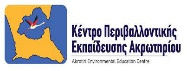 Κέντρο Περιβαλλοντικής
Εκπαίδευσης Ακρωτηρίου
Akrotiri Environmental Education Centre